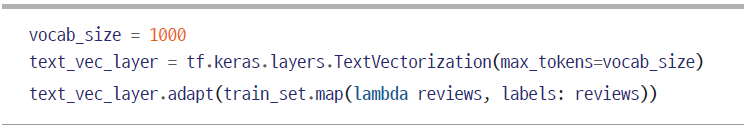 vocab_size = 1000
text_vec_layer = tf.keras.layers.TextVectorization(max_tokens=vocab_size)
text_vec_layer.adapt(train_set.map(lambda reviews, labels: reviews))